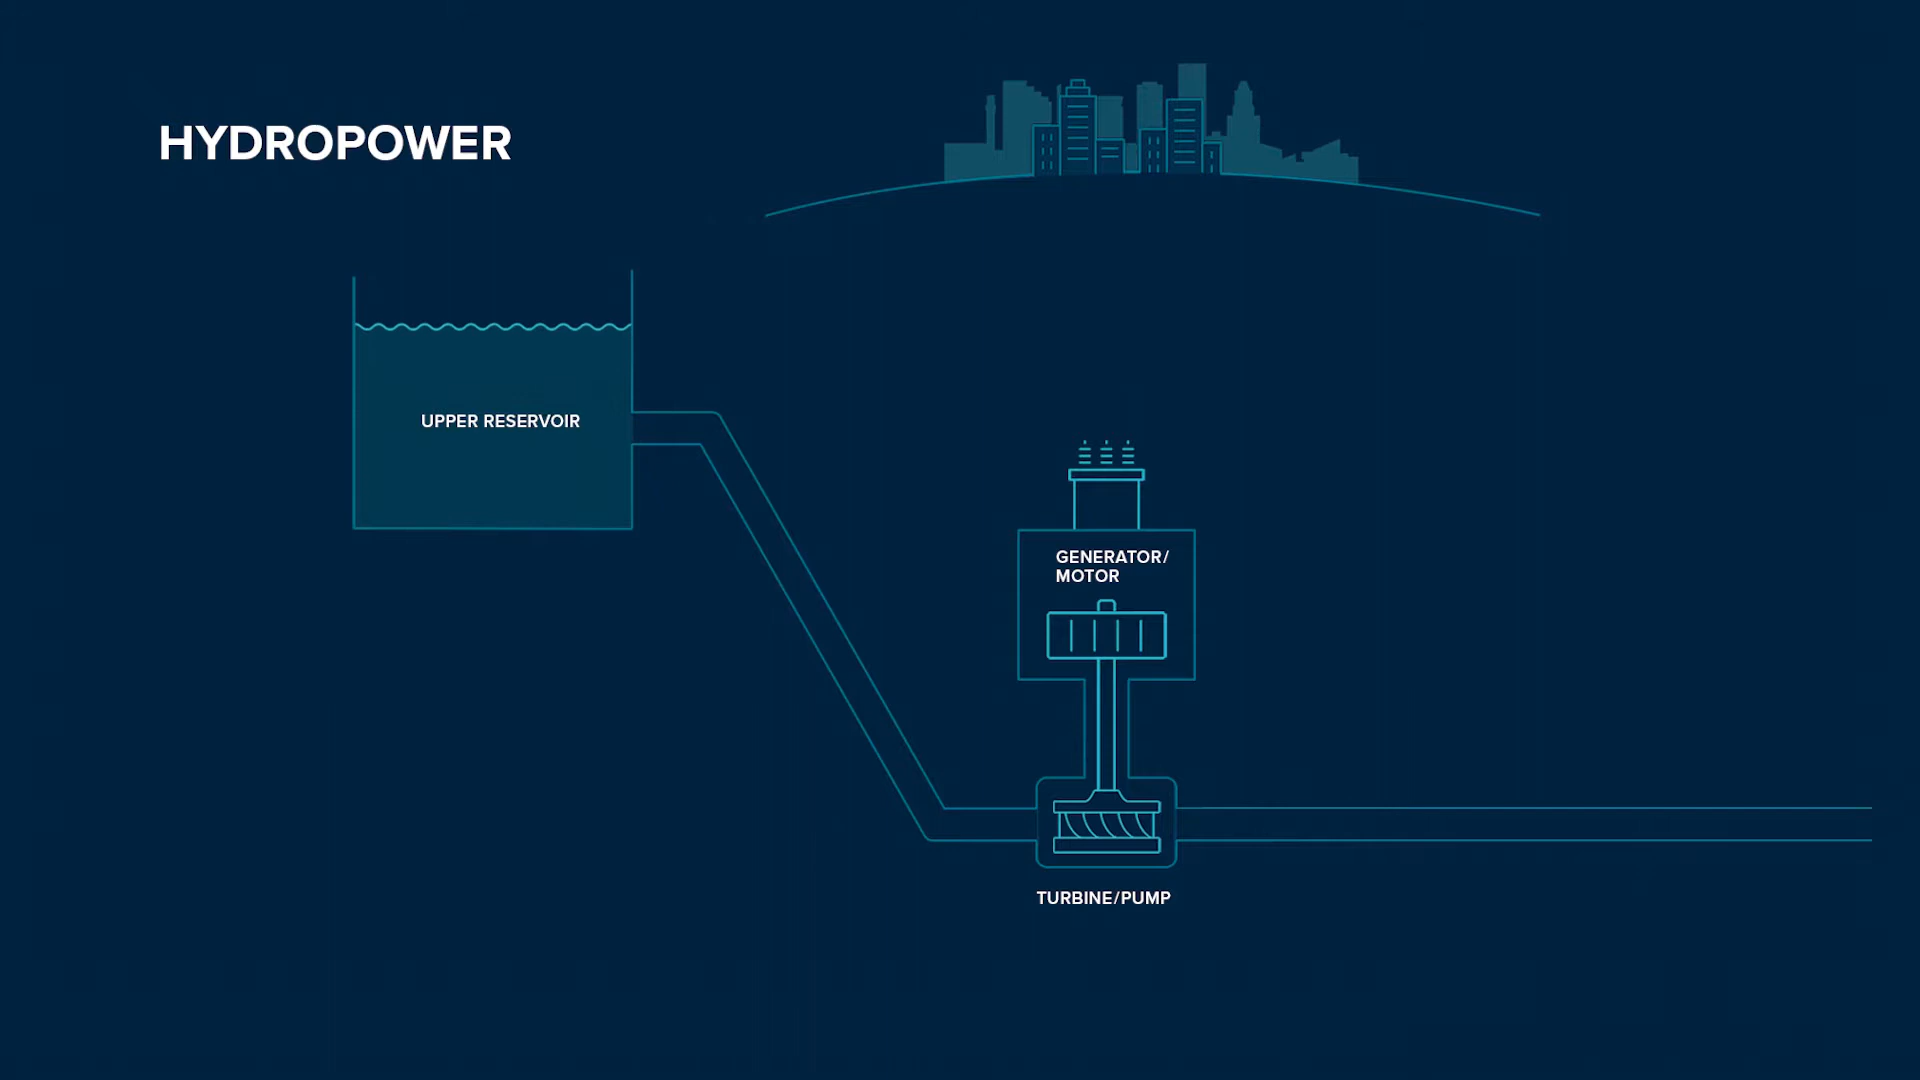 HYDROPOWER
UPPER RESERVOIR
GENERATOR/
MOTOR
TURBINE/PUMP